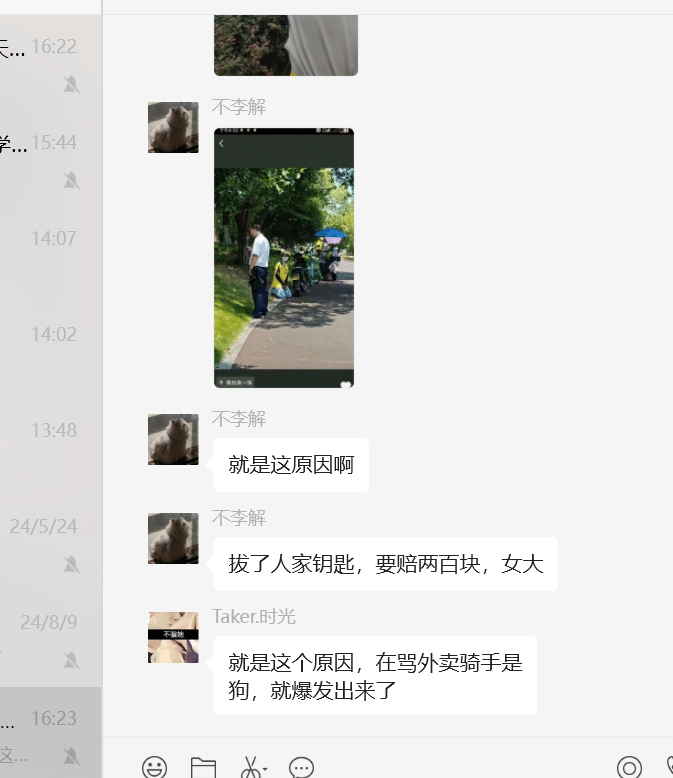 天... 16:22
学... 15:44
14:07
14:02
13:48
24/5/24
24/8/9
... 16:23
这...
不李解
不李解
就是这原因啊
不李解
拔了人家钥匙，要赔两百块，女大
Taker.时光
不骗她
就是这个原因，在骂外卖骑手是
狗，就爆发出来了